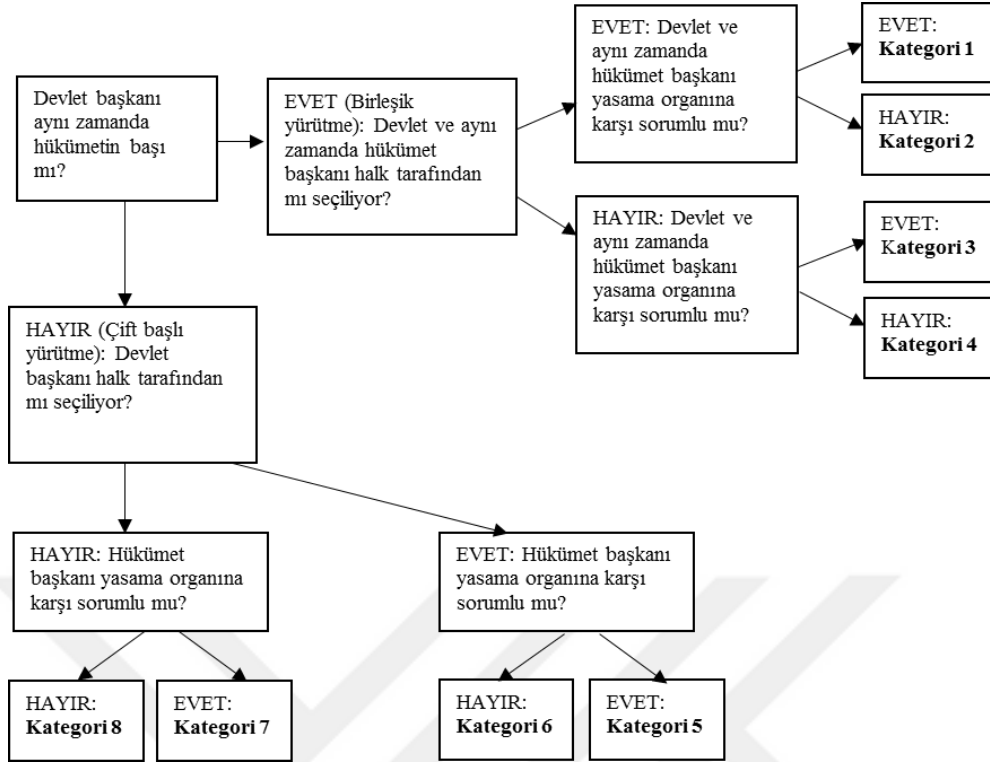 Devlet başkanı
aynı zamanda
hükümetin başı
mı?
EVET (Birleşik
yürütme): Devlet ve aynı
zamanda hükümet
başkanı halk tarafından
mı seçiliyor?
EVET: Devlet ve
aynı zamanda
hükümet başkanı
yasama organına
karşı sorumlu mu?
EVET:
Kategori 1
HAYIR:
Kategori 2
HAYIR: Devlet ve
aynı zamanda
hükümet başkanı
yasama organına
karşı sorumlu mu?
EVET:
Kategori 3
HAYIR:
Kategori 4
HAYIR (Çift başlı
yürütme): Devlet
başkanı halk tarafından
mı seçiliyor?
HAYIR: Hükümet
başkanı yasama organına
karşı sorumlu mu?
EVET: Hükümet başkanı
yasama organına karşı
sorumlu mu?
HAYIR:
Kategori 8
EVET:
Kategori 7
HAYIR:
Kategori 6
EVET:
Kategori 5